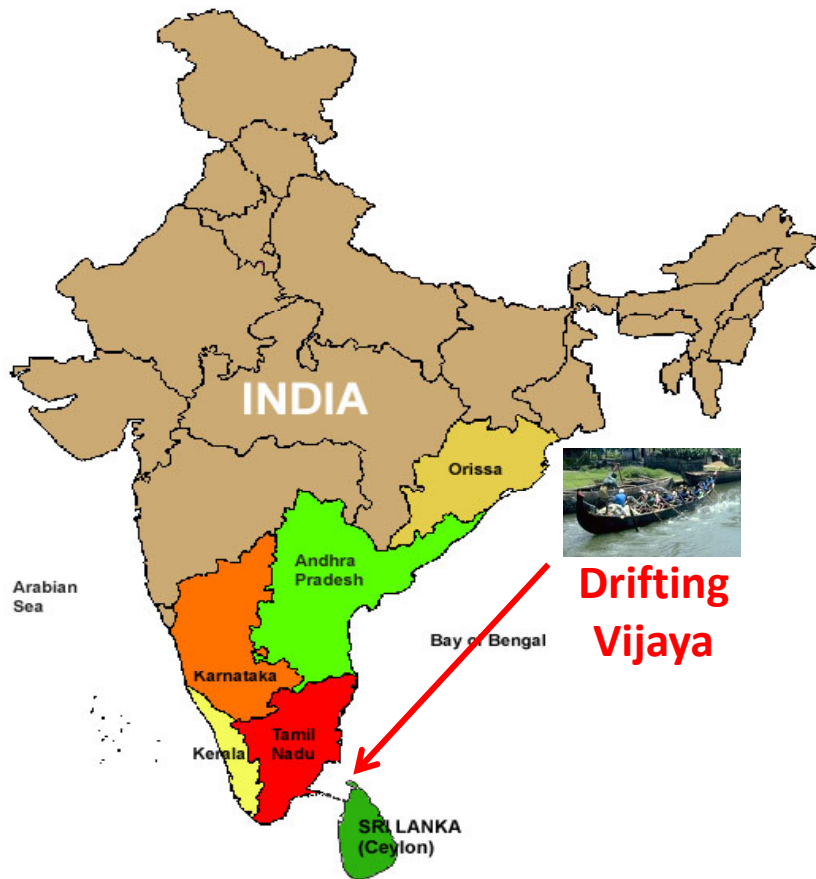 INDIA
Orissa
Andhra
Pradesh
Drifting
Vijaya
Arabian
Sea
Bay of Bengal
Karnataka
Kerala
Tamil
Nadu
SRI LANKA
(Ceylon)